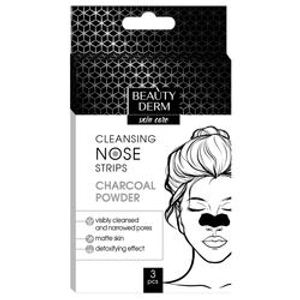 BEAUTY
DERM
skin care
CLEANSING
NOSE
STRIPS
CHARCOAL
POWDER
visibly cleansed
and narrowed pores
matte skin
detoxifying effect
3
pcs